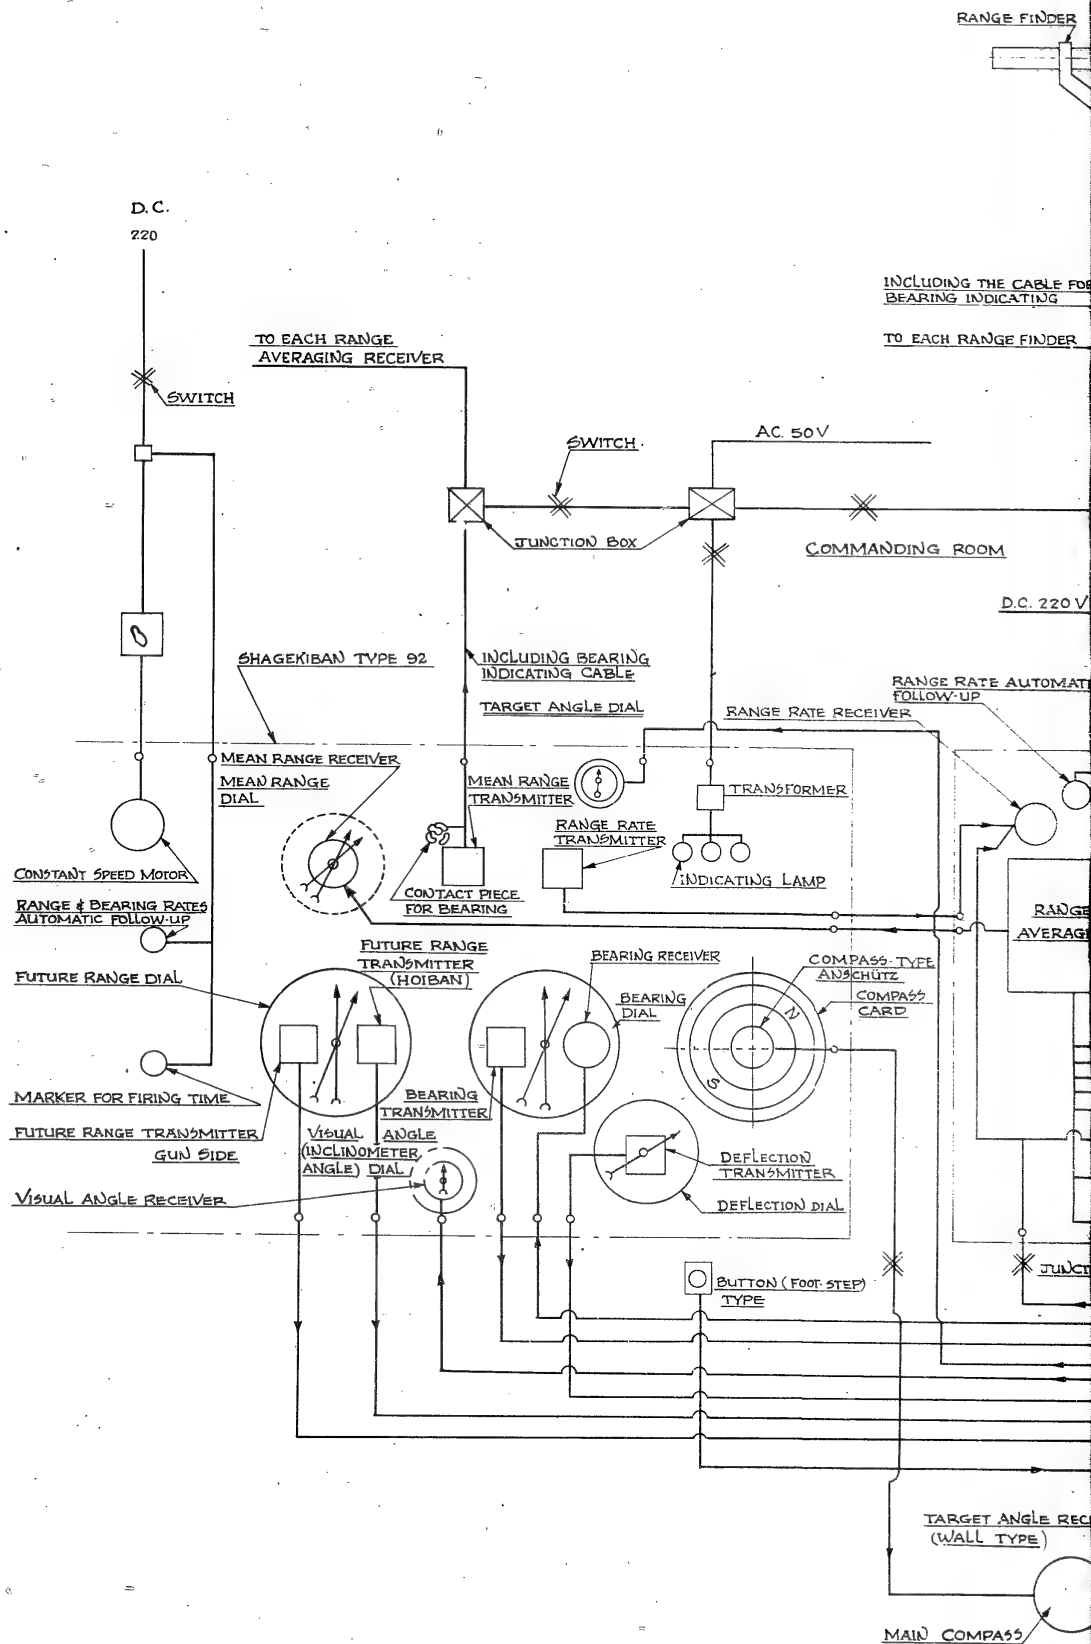 RANGE FINDER
D.C.
220
INCLUDING THE CABLE FO
BEARING INDICATING
TO EACH RANGE FINDER
TO EACH RANGE
AVERAGING RECEIVER
SWITCH
SWITCH
A.C. 50V
JUNCTION BOX
COMMANDING ROOM
D.C. 220 V
SHAGEKIBAN TYPE 92
INCLUDING BEARING
INDICATING CABLE
TARGET ANGLE DIAL
RANGE RATE AUTOMAT
FOLLOW-UP
RANGE RATE RECEIVER
MEAN RANGE RECEIVER
MEAN RANGE
DIAL
MEAN RANGE
TRANSMITTER
TRANSFORMER
RANGE RATE
TRANSMITTER
CONSTANT SPEED MOTOR
CONTACT PIECE
FOR BEARING
INDICATING LAMP
RANGE & BEARING RATES
AUTOMATIC FOLLOW-UP
RANGE
AVERAG
FUTURE RANGE
TRANSMITTER
(HOIBAN)
BEARING RECEIVER
COMPASS-TYPE
ANSCHÜTZ
FUTURE RANGE DIAL
BEARING
DIAL
COMPASS
CARD
N
S
MARKER FOR FIRING TIME
BEARING
TRANSMITTER
FUTURE RANGE TRANSMITTER
GUN SIDE
VISUAL ANGLE
(INCLINOMETER
ANGLE) DIAL
DEFLECTION
TRANSMITTER
VISUAL ANGLE RECEIVER
DEFLECTION DIAL
JUNCT
BUTTON (FOOT-STEP)
TYPE
TARGET ANGLE REC
(WALL TYPE)
MAIN COMPASS